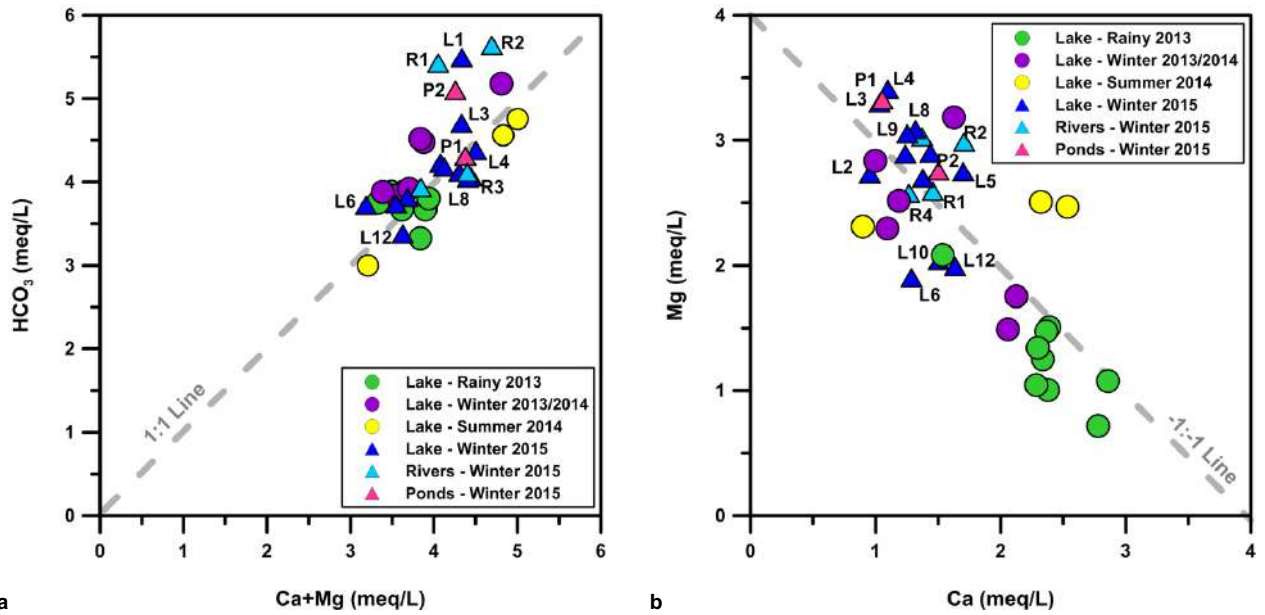 6
5
4
3
2
1
0
0 1 2 3 4 5 6
HCO3 (meq/L)
Ca+Mg (meq/L)
L1
R2
R1
P2
L3
P1
L4
R3
L6
L8
L12
1:1 Line
Lake - Rainy 2013
Lake - Winter 2013/2014
Lake - Summer 2014
Lake - Winter 2015
Rivers - Winter 2015
Ponds - Winter 2015
a
4
3
2
1
0
0 1 2 3 4
Mg (meq/L)
Ca (meq/L)
Lake - Rainy 2013
Lake - Winter 2013/2014
Lake - Summer 2014
Lake - Winter 2015
Rivers - Winter 2015
Ponds - Winter 2015
P1 L4
L3
L8
L9
R2
L2
P2
L5
R4
R1
L10
L12
L6
-1:-1 Line
b